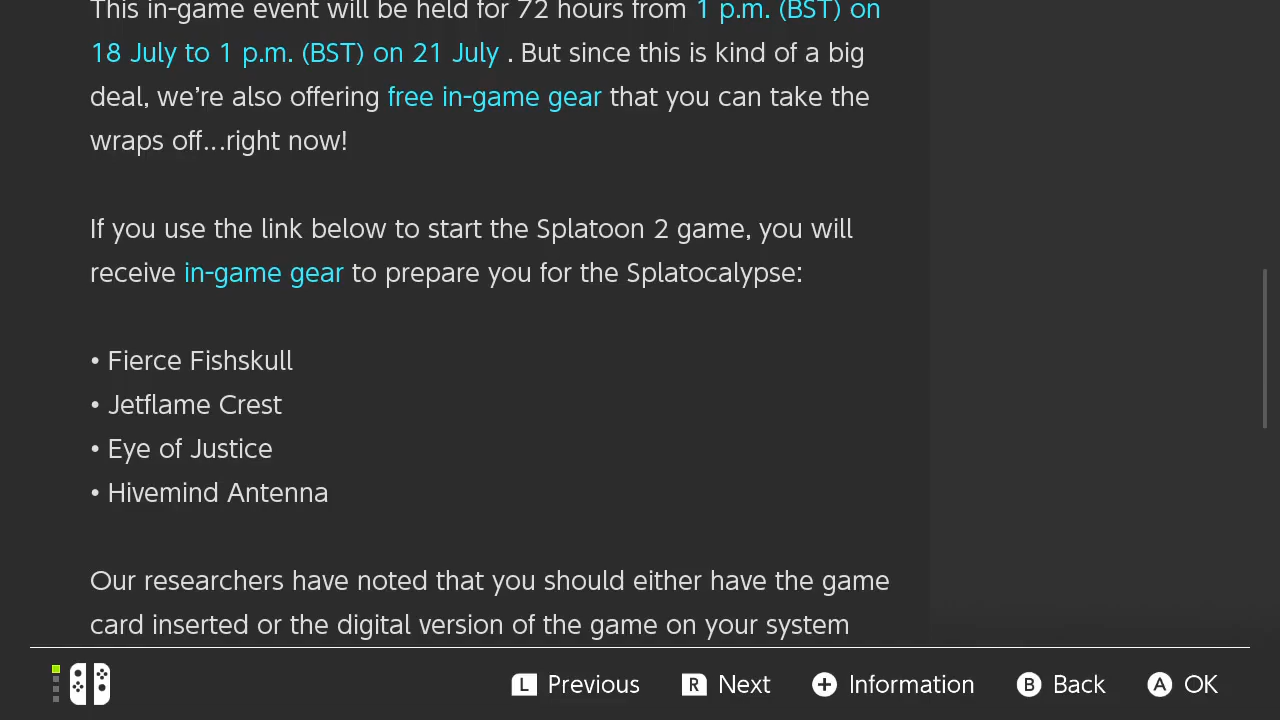 This in-game event will be held for 72 hours from 1 p.m. (BST) on
18 July to 1 p.m. (BST) on 21 July . But since this is kind of a big
deal, we’re also offering free in-game gear that you can take the
wraps off...right now!
If you use the link below to start the Splatoon 2 game, you will
receive in-game gear to prepare you for the Splatocalypse:
• Fierce Fishskull
• Jetflame Crest
• Eye of Justice
• Hivemind Antenna
Our researchers have noted that you should either have the game
card inserted or the digital version of the game on your system
L Previous R Next + Information B Back A OK